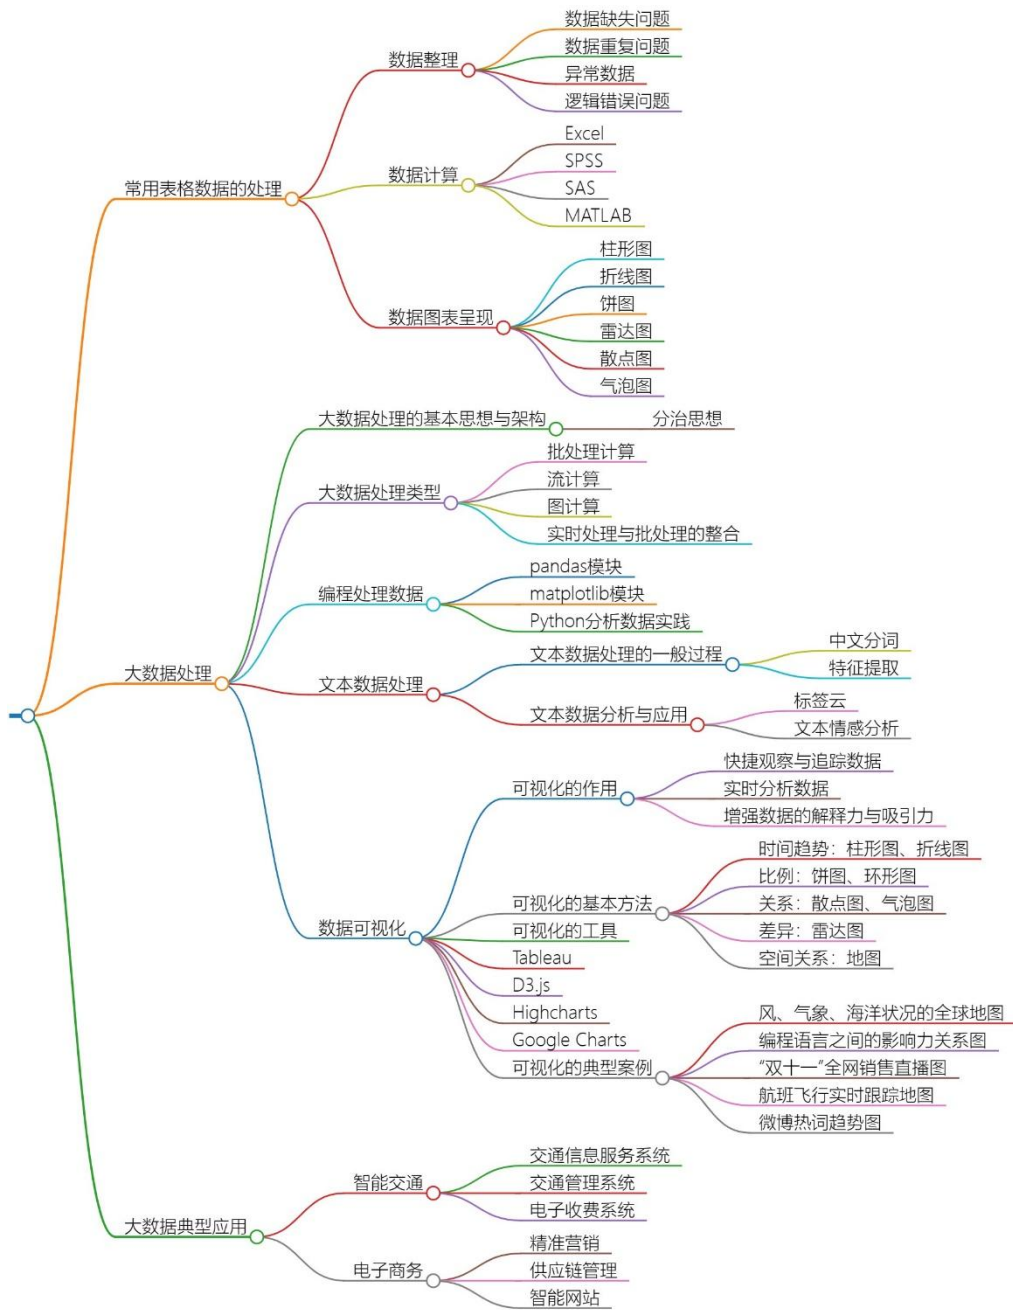 数据缺失问题
数据整理
数据重复问题
异常数据
逻辑错误问题
Excel
常用表格数据的处理
数据计算
SPSS
SAS
MATLAB
柱形图
折线图
数据图表呈现
饼图
雷达图
散点图
气泡图
大数据处理的基本思想与架构
分治思想
大数据处理类型
批处理计算
流计算
图计算
实时处理与批处理的整合
编程处理数据
pandas模块
matplotlib模块
Python分析数据实践
大数据处理
文本数据处理
文本数据处理的一般过程
中文分词
特征提取
文本数据分析与应用
标签云
文本情感分析
可视化的作用
快捷观察与追踪数据
实时分析数据
增强数据的解释力与吸引力
数据可视化
可视化的基本方法
时间趋势：柱形图、折线图
比例：饼图、环形图
关系：散点图、气泡图
差异：雷达图
空间关系：地图
可视化的工具
Tableau
D3.js
Highcharts
Google Charts
可视化的典型案例
风、气象、海洋状况的全球地图
编程语言之间的影响力关系图
“双十一”全网销售直播图
航班飞行实时跟踪地图
微博热词趋势图
大数据典型应用
智能交通
交通信息服务系统
交通管理系统
电子收费系统
电子商务
精准营销
供应链管理
智能网站